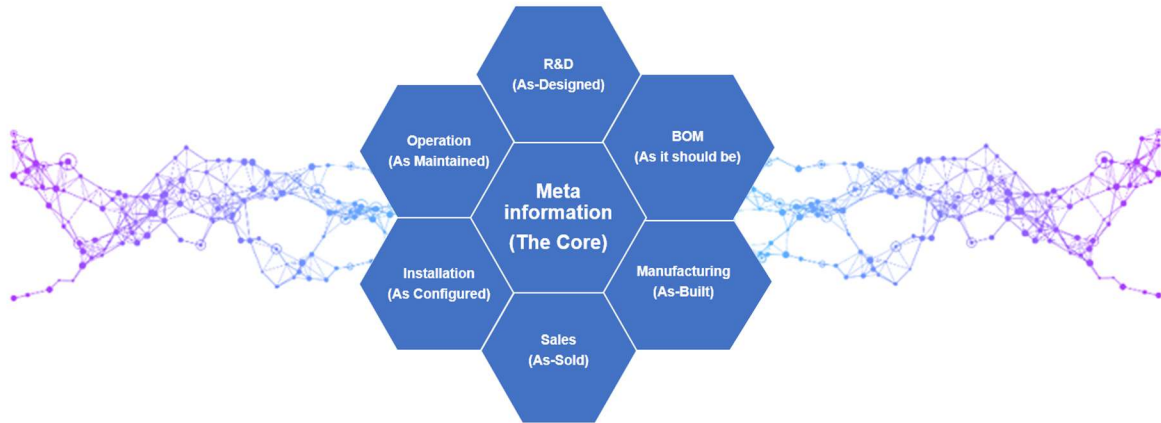 R&D
(As-Designed)
BOM
(As it should be)
Operation
(As Maintained)
Meta
information
(The Core)
Manufacturing
(As-Built)
Installation
(As Configured)
Sales
(As-Sold)